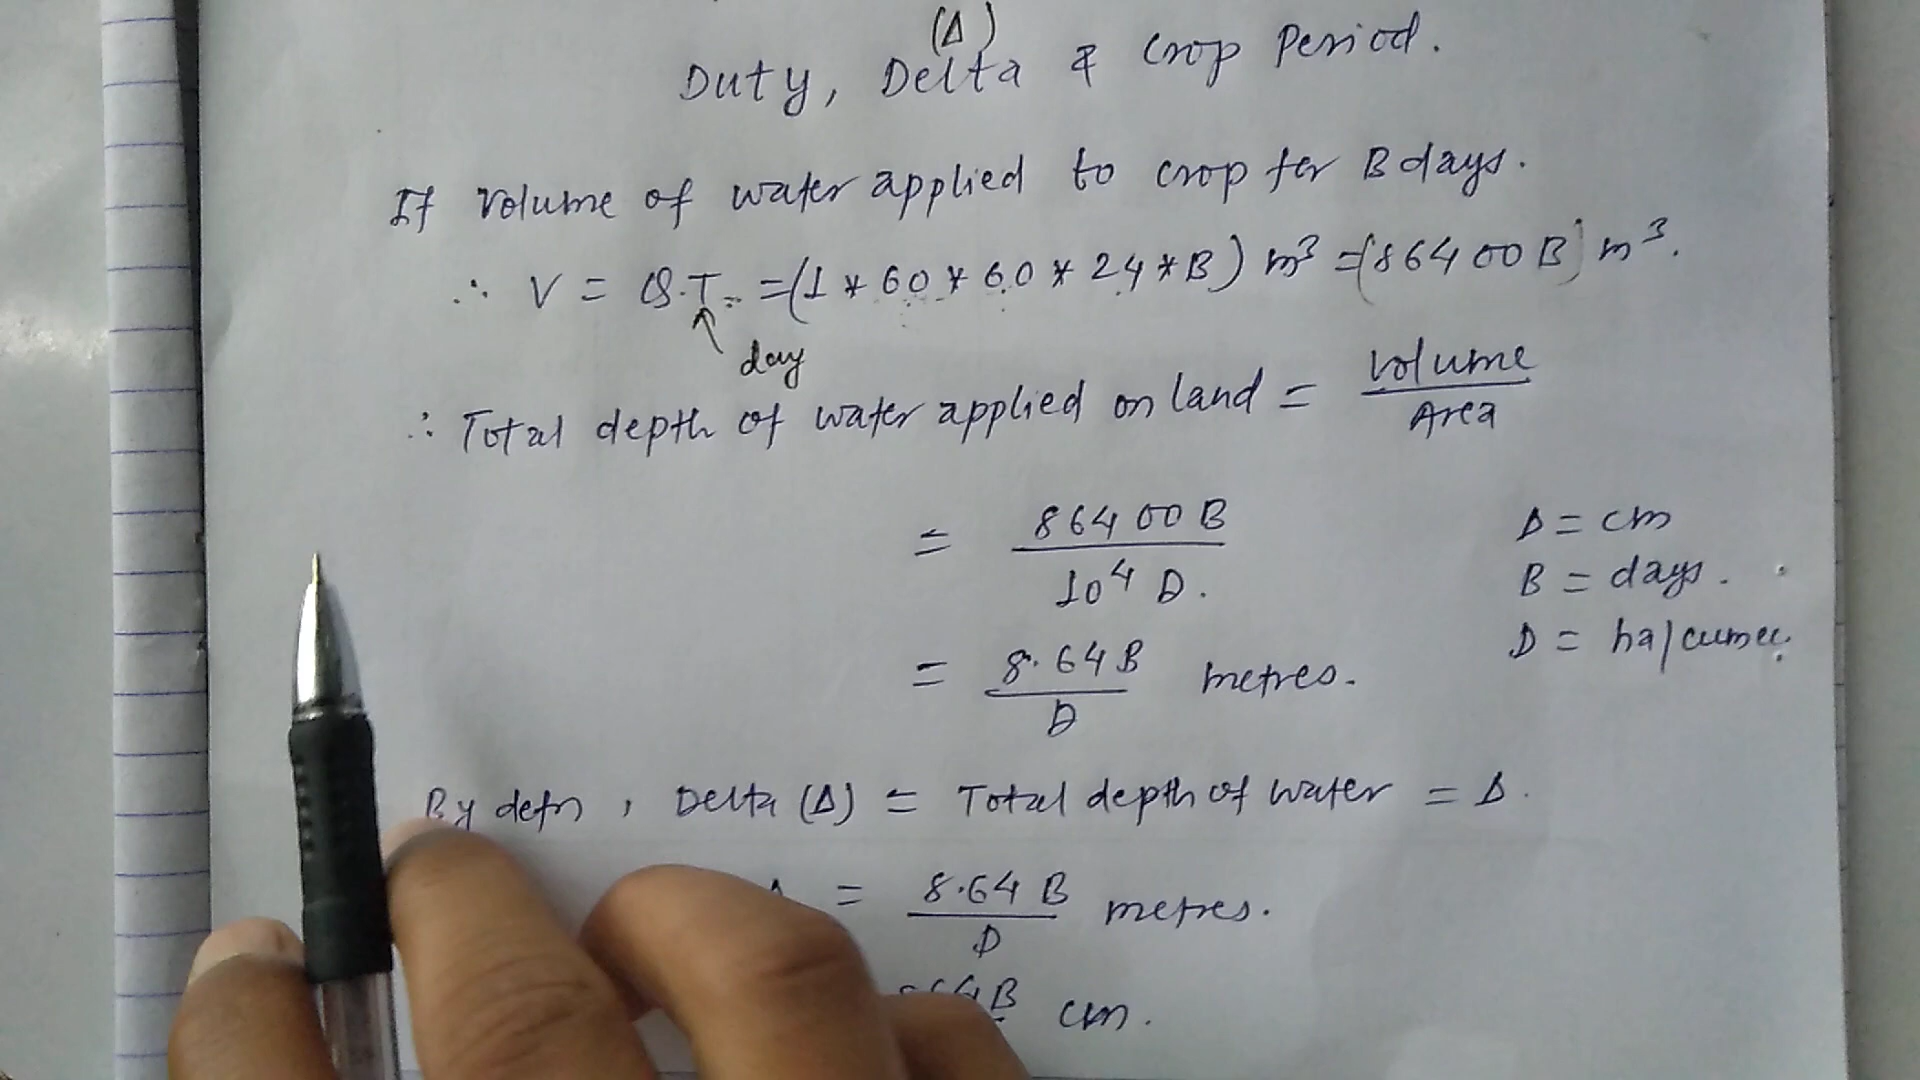 (Δ)
Duty, Delta & Crop Period.
If Volume of water applied to crop for B days.
∴ V = Q.T. = (1 * 60 * 60 * 24 * B) m³ = (86400 B) m³.
day
∴ Total depth of water applied on land = Volume / Area
= 86400 B / 10⁴ D.
Δ = cm
B = days.
D = ha/cumec.
= 8.64 B / D metres.
By defn, Delta (Δ) = Total depth of water = Δ.
= 8.64 B / D metres.
B cm.